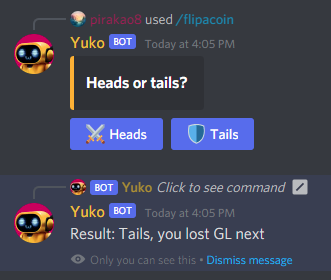 pirakao8 used /flipacoin
Yuko BOT Today at 4:05 PM
Heads or tails?
Heads Tails
BOT Yuko Click to see command
Yuko BOT Today at 4:05 PM
Result: Tails, you lost GL next
Only you can see this • Dismiss message